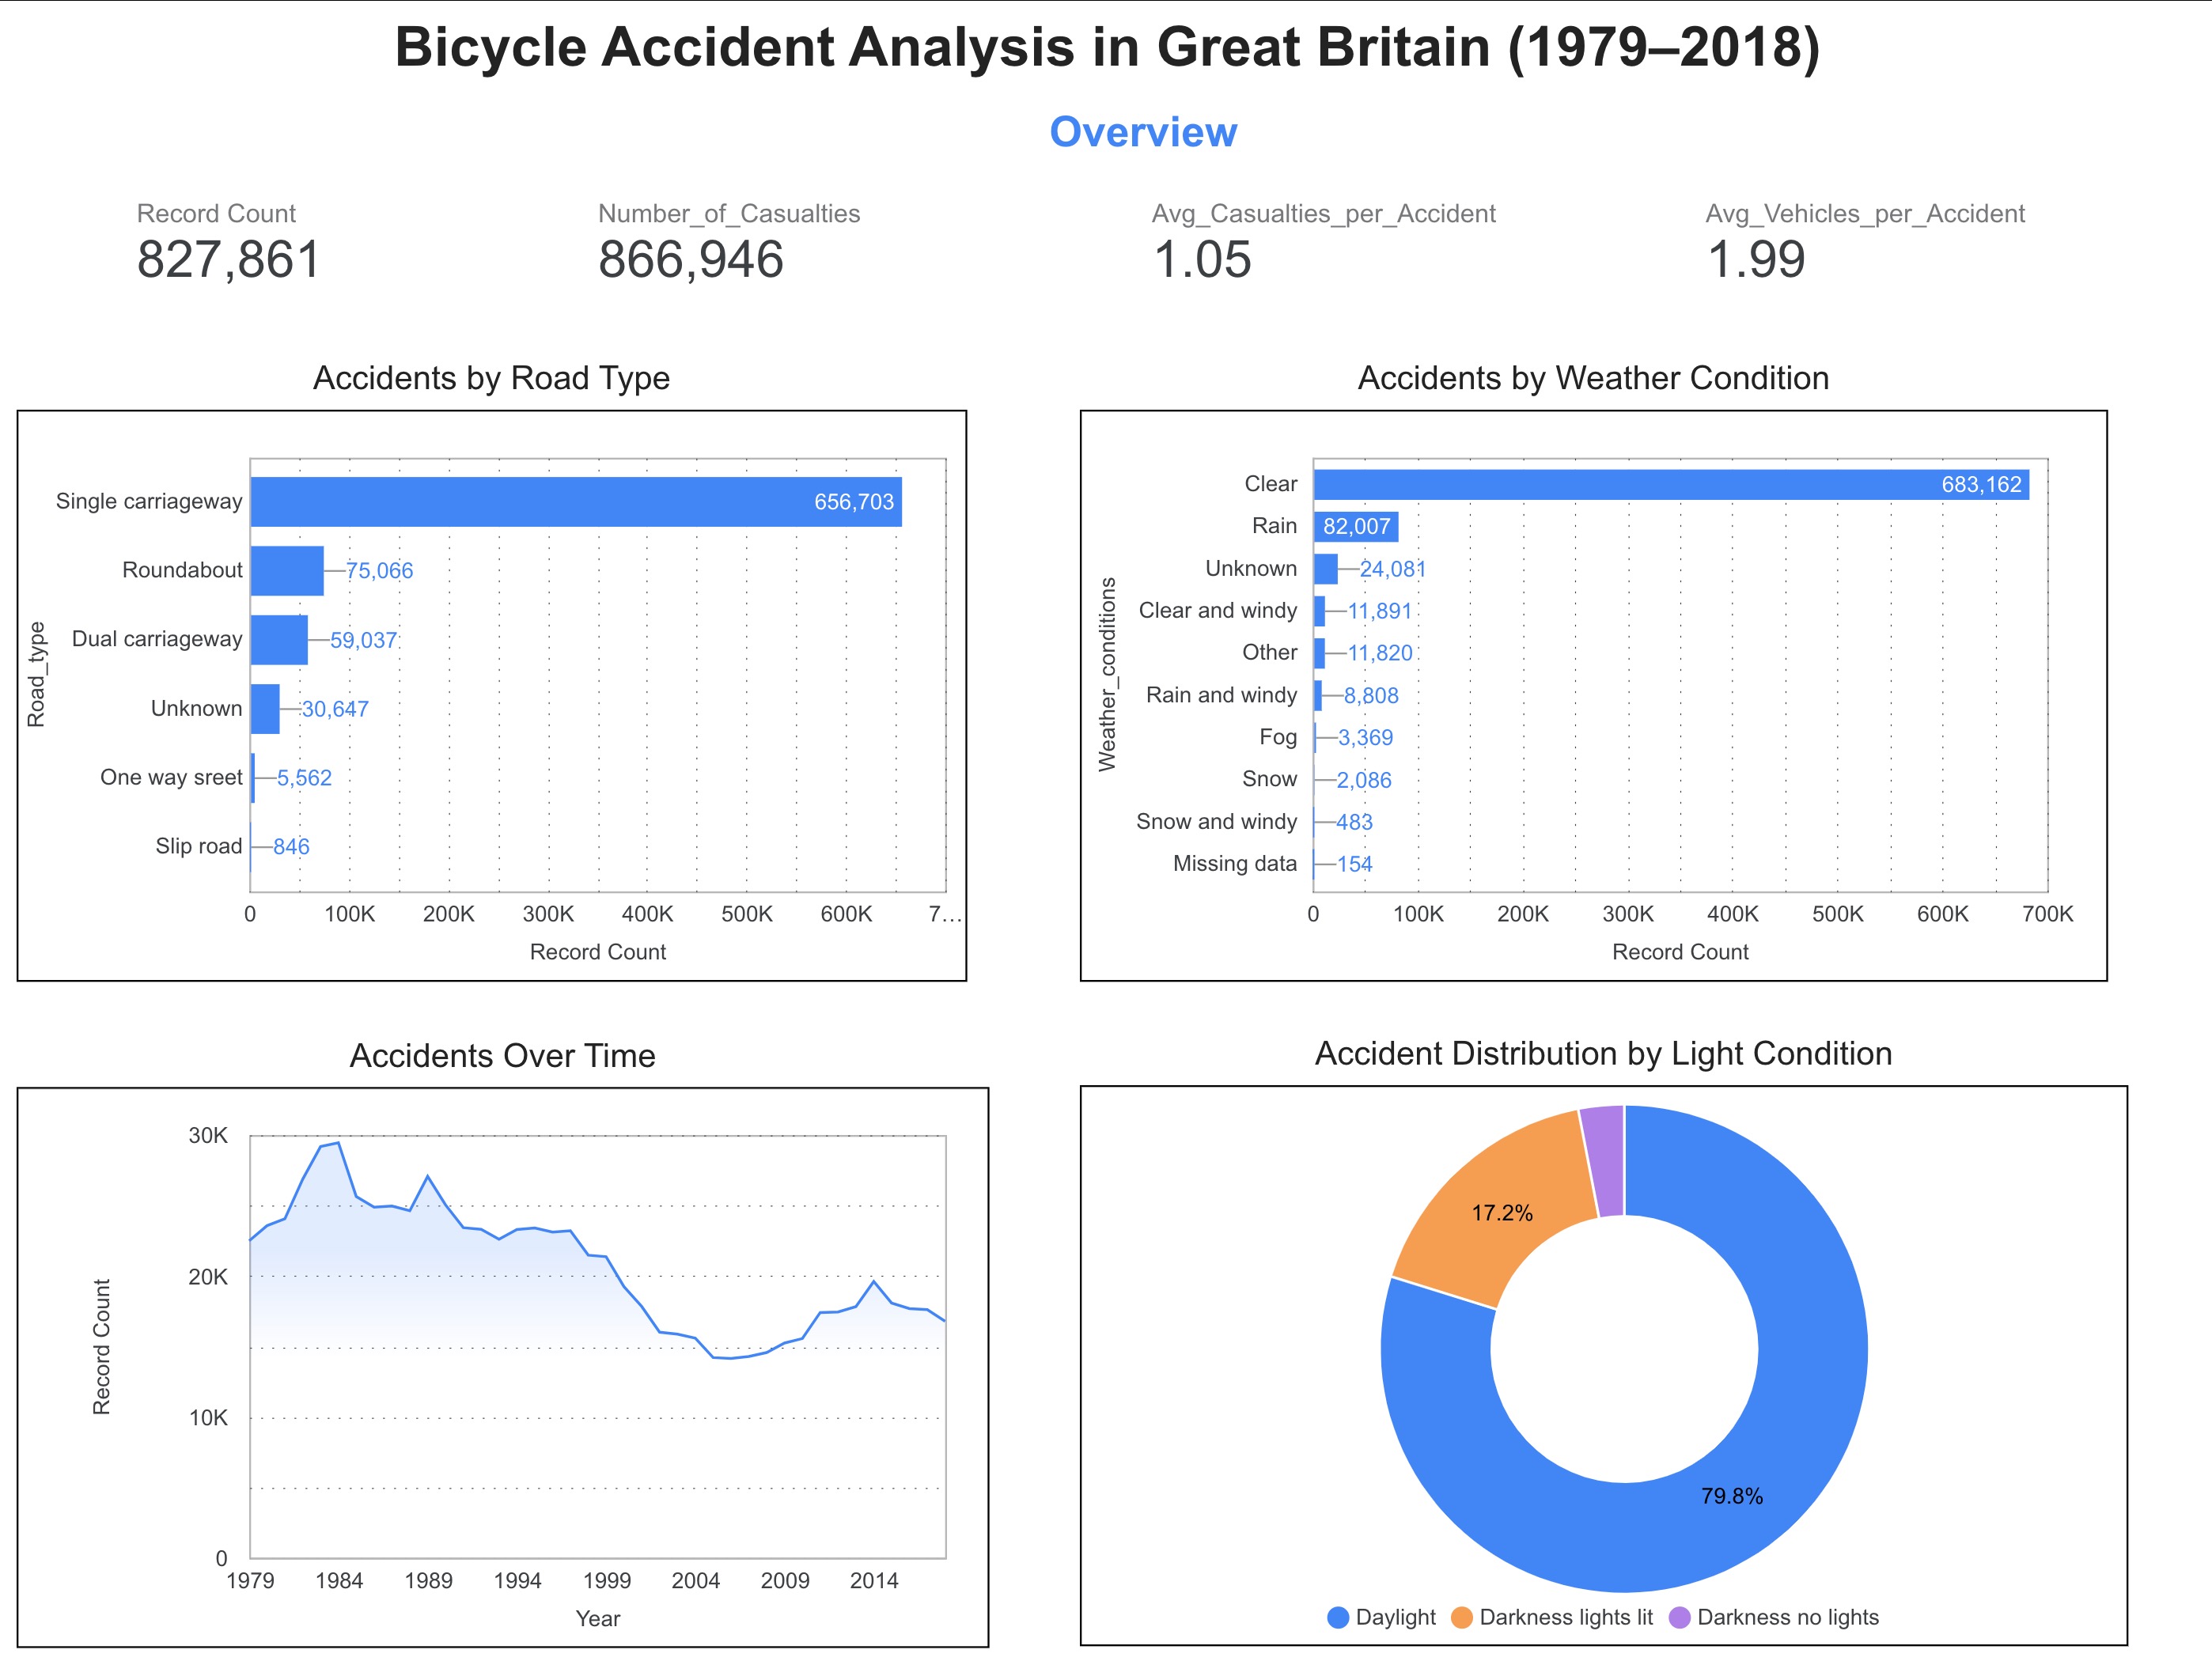 Bicycle Accident Analysis in Great Britain (1979–2018)
Overview
Record Count
827,861
Number_of_Casualties
866,946
Avg_Casualties_per_Accident
1.05
Avg_Vehicles_per_Accident
1.99
Accidents by Road Type
Road_type
Single carriageway 656,703
Roundabout 75,066
Dual carriageway 59,037
Unknown 30,647
One way sreet 5,562
Slip road 846
0 100K 200K 300K 400K 500K 600K 7…
Record Count
Accidents by Weather Condition
Weather_conditions
Clear 683,162
Rain 82,007
Unknown 24,081
Clear and windy 11,891
Other 11,820
Rain and windy 8,808
Fog 3,369
Snow 2,086
Snow and windy 483
Missing data 154
0 100K 200K 300K 400K 500K 600K 700K
Record Count
Accidents Over Time
Record Count
30K
20K
10K
0
1979 1984 1989 1994 1999 2004 2009 2014
Year
Accident Distribution by Light Condition
17.2%
79.8%
Daylight Darkness lights lit Darkness no lights